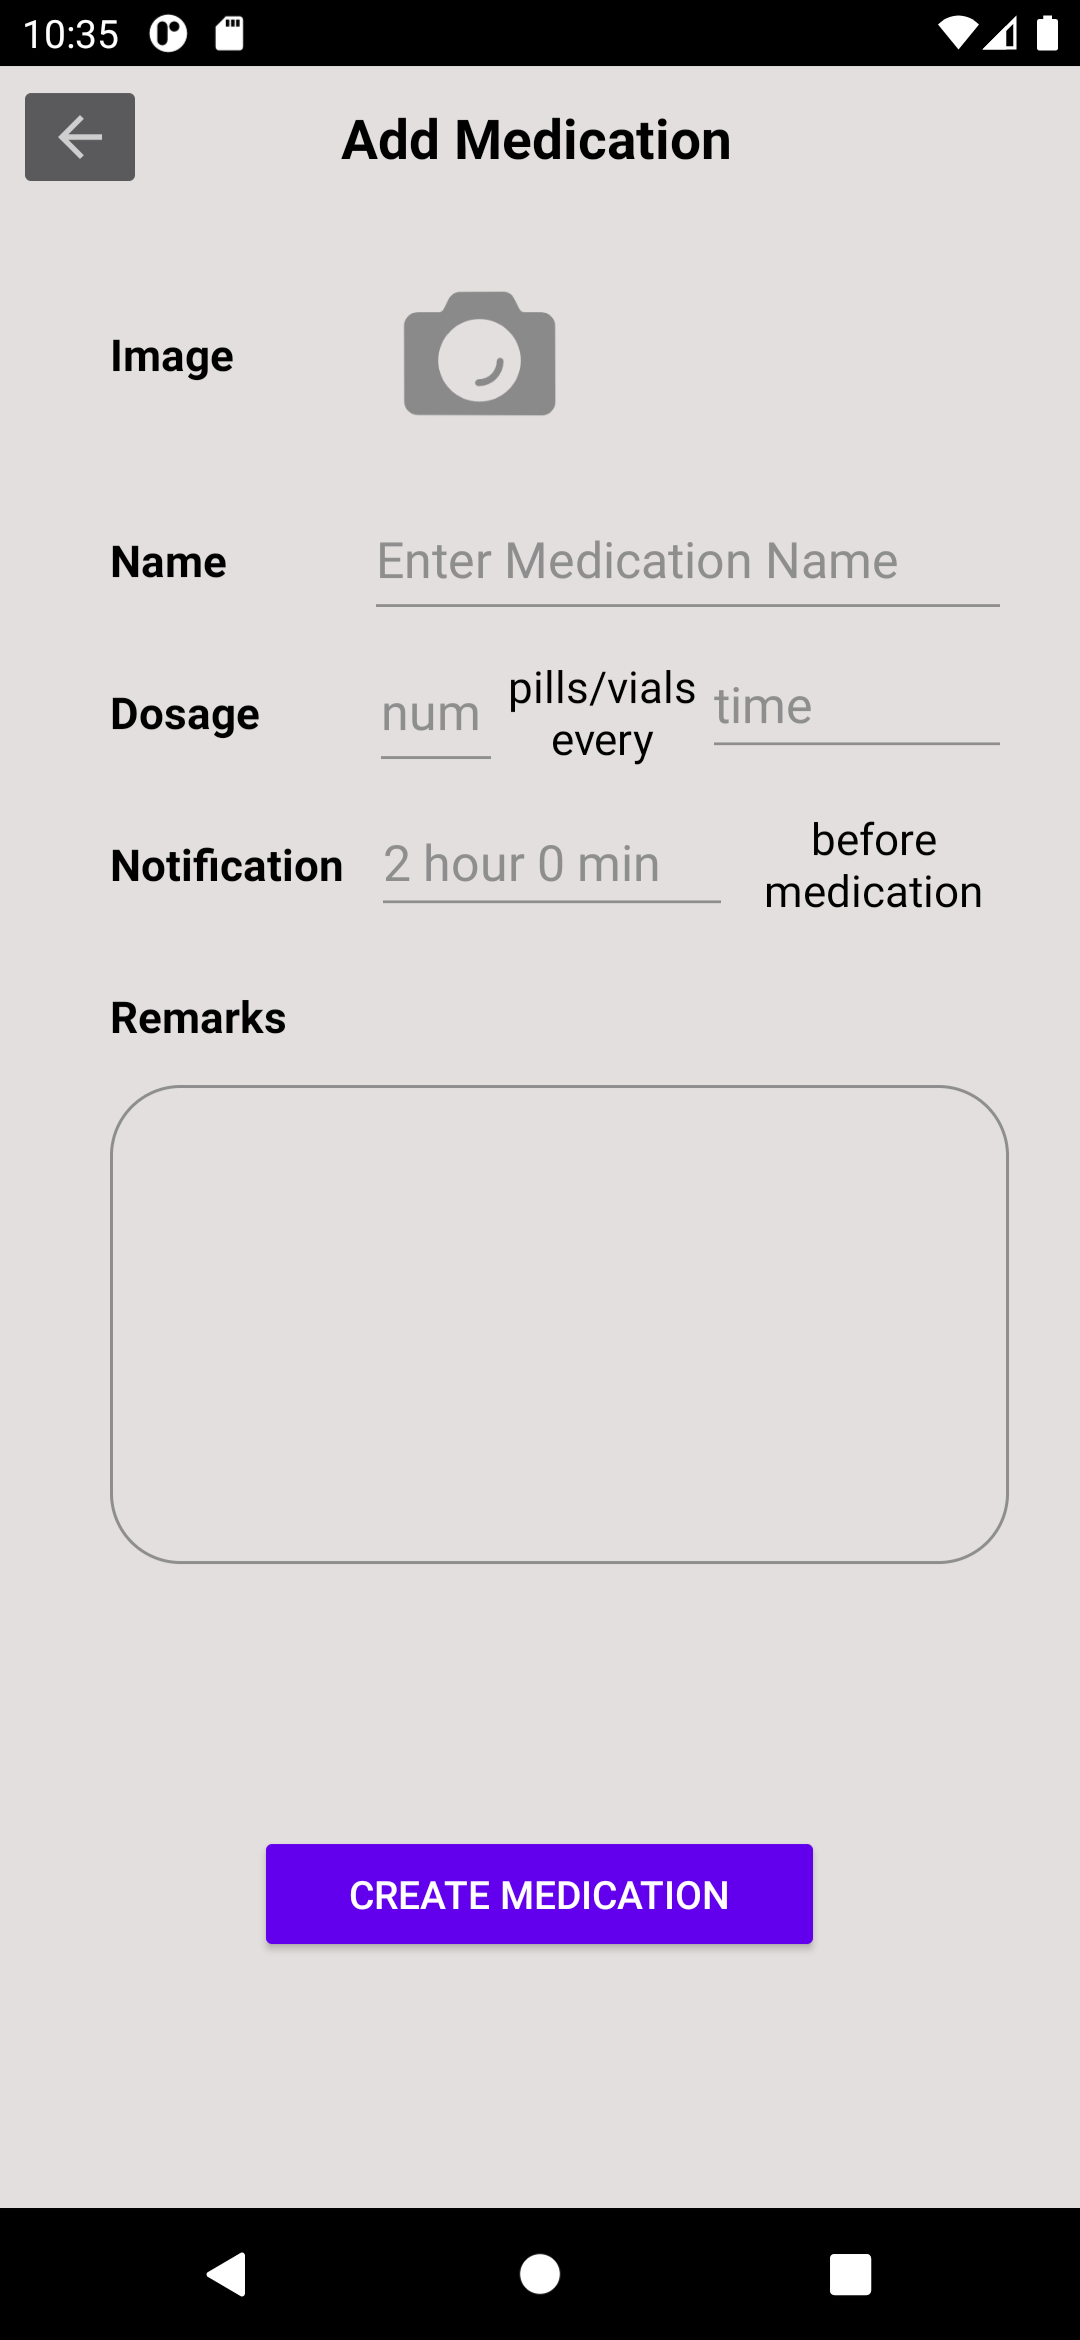 10:35
Add Medication
Image
Name
Enter Medication Name
Dosage
num
pills/vials
every
time
Notification
2 hour 0 min
before
medication
Remarks
CREATE MEDICATION